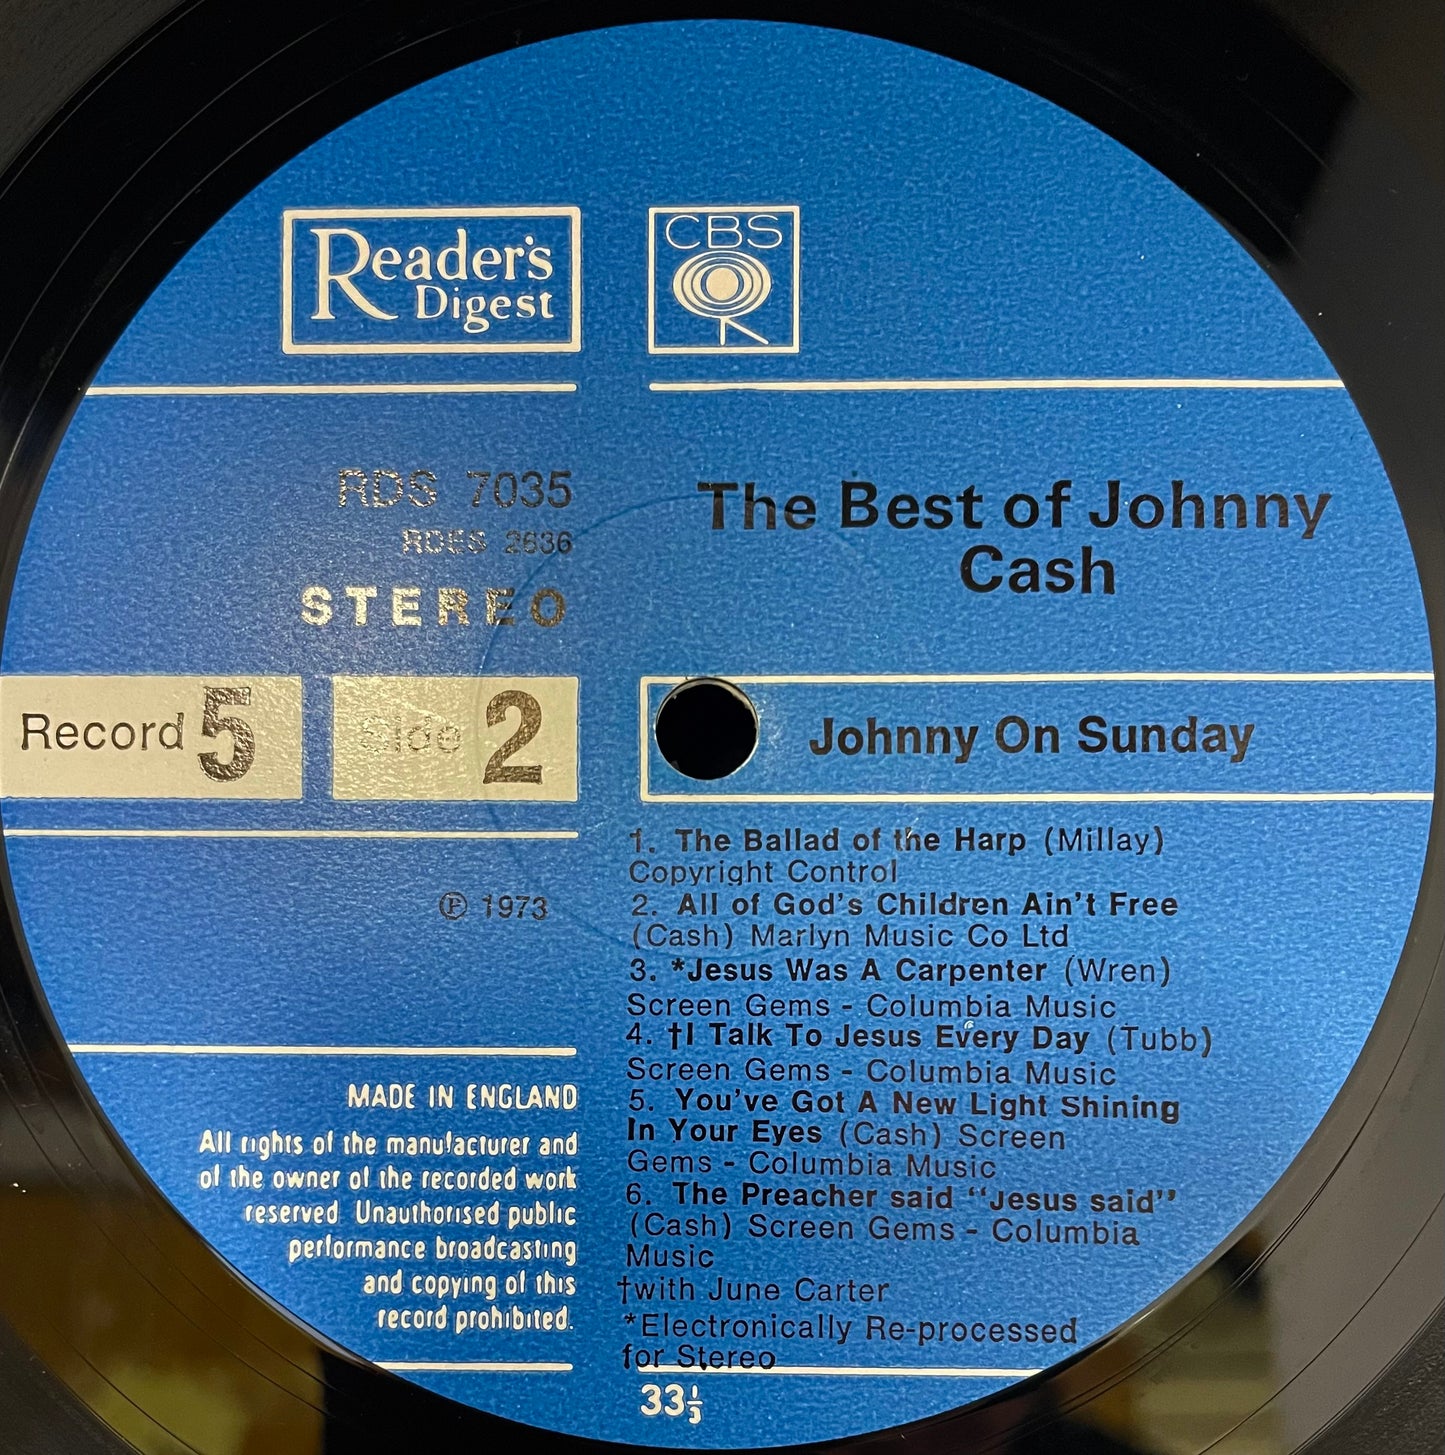 Reader's
Digest
CBS
RDS 7035
RDES 2636
STEREO
The Best of Johnny
Cash
Record 5 Side 2
Johnny On Sunday
1. The Ballad of the Harp (Millay)
Copyright Control
2. All of God's Children Ain't Free
(Cash) Marlyn Music Co Ltd
3. *Jesus Was A Carpenter (Wren)
Screen Gems - Columbia Music
4. †I Talk To Jesus Every Day (Tubb)
Screen Gems - Columbia Music
5. You've Got A New Light Shining
In Your Eyes (Cash) Screen
Gems - Columbia Music
6. The Preacher said "Jesus said"
(Cash) Screen Gems - Columbia
Music
†with June Carter
*Electronically Re-processed
for Stereo
℗ 1973
MADE IN ENGLAND
All rights of the manufacturer and
of the owner of the recorded work
reserved Unauthorised public
performance broadcasting
and copying of this
record prohibited.
33⅓